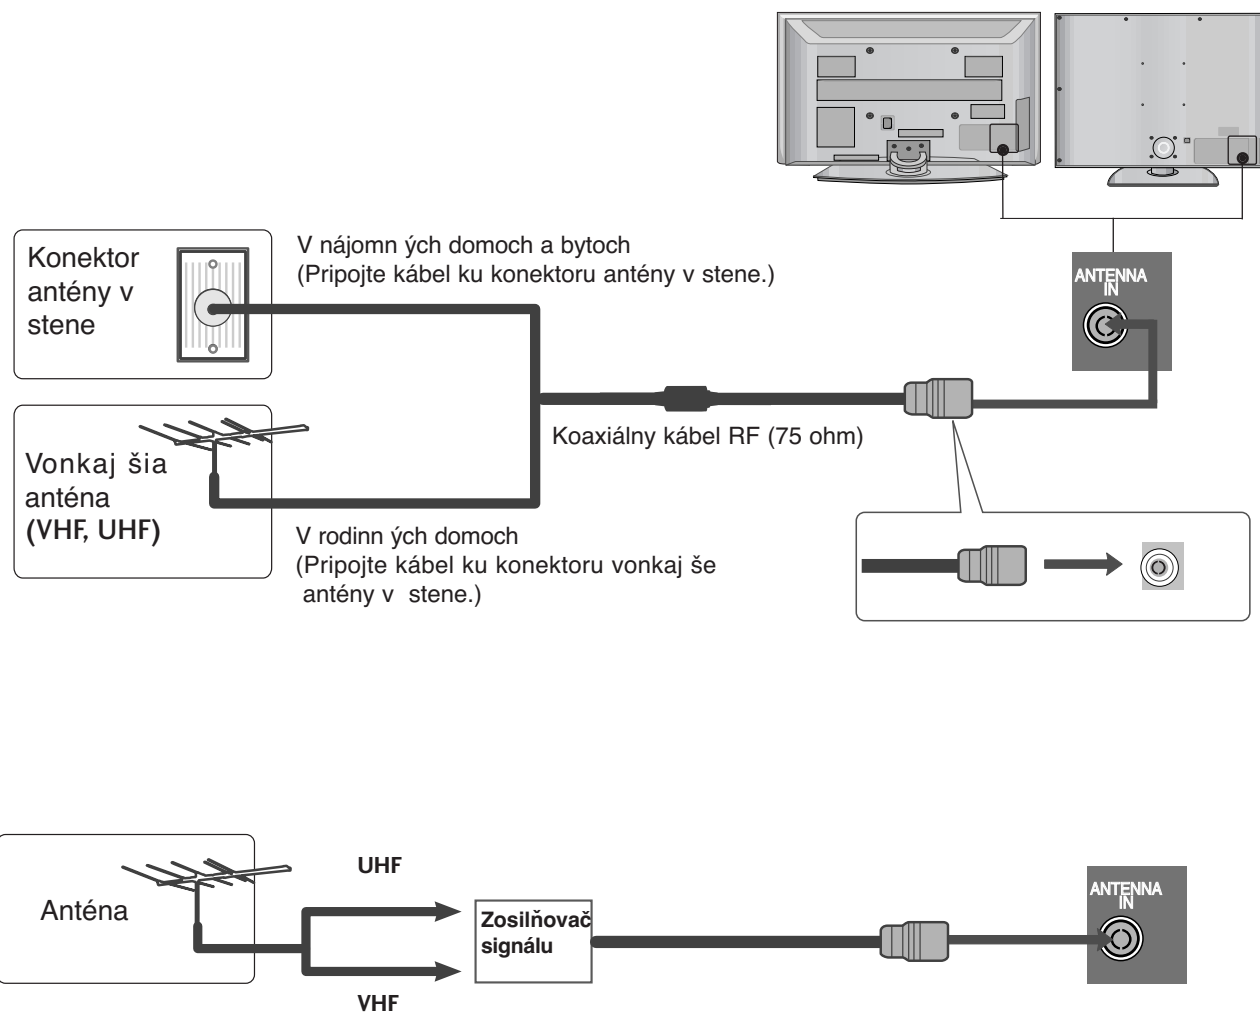 Konektor
antény v
stene
V nájomn ých domoch a bytoch
(Pripojte kábel ku konektoru antény v stene.)
ANTENNA
IN
Koaxiálny kábel RF (75 ohm)
Vonkaj šia
anténa
(VHF, UHF)
V rodinn ých domoch
(Pripojte kábel ku konektoru vonkaj še
antény v  stene.)
Anténa
UHF
VHF
Zosilňovač
signálu
ANTENNA
IN